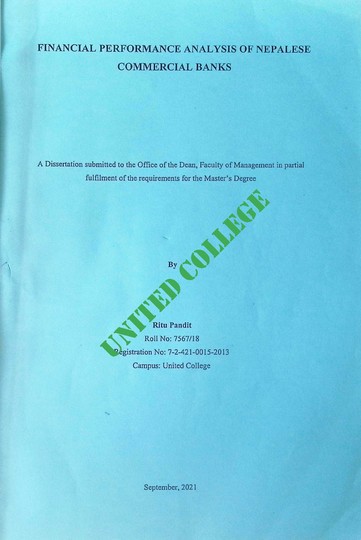 FINANCIAL PERFORMANCE ANALYSIS OF NEPALESE
COMMERCIAL BANKS
A Dissertation submitted to the Office of the Dean, Faculty of Management in partial
fulfilment of the requirements for the Master's Degree
By
UNITED COLLEGE
Ritu Pandit
Roll No: 7567/18
Registration No: 7-2-421-0015-2013
Campus: United College
September, 2021